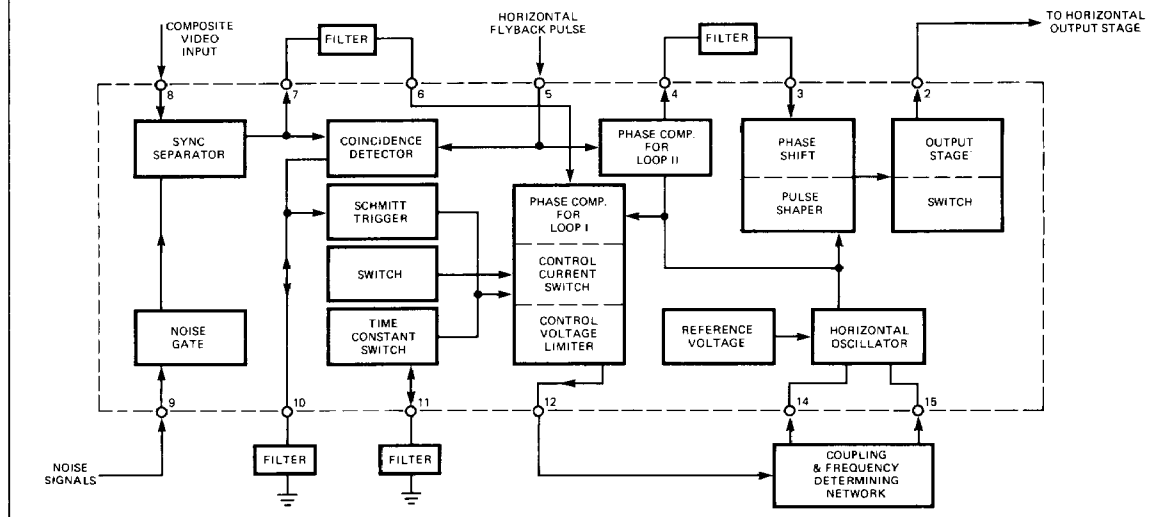 COMPOSITE
VIDEO
INPUT
FILTER
HORIZONTAL
FLYBACK PULSE
FILTER
TO HORIZONTAL
OUTPUT STAGE
8
7
6
5
4
3
2
SYNC
SEPARATOR
COINCIDENCE
DETECTOR
PHASE COMP.
FOR
LOOP II
PHASE
SHIFT
PULSE
SHAPER
OUTPUT
STAGE
SWITCH
SCHMITT
TRIGGER
PHASE COMP.
FOR
LOOP I
SWITCH
CONTROL
CURRENT
SWITCH
NOISE
GATE
TIME
CONSTANT
SWITCH
CONTROL
VOLTAGE
LIMITER
REFERENCE
VOLTAGE
HORIZONTAL
OSCILLATOR
9
10
11
12
14
15
NOISE
SIGNALS
FILTER
FILTER
COUPLING
& FREQUENCY
DETERMINING
NETWORK